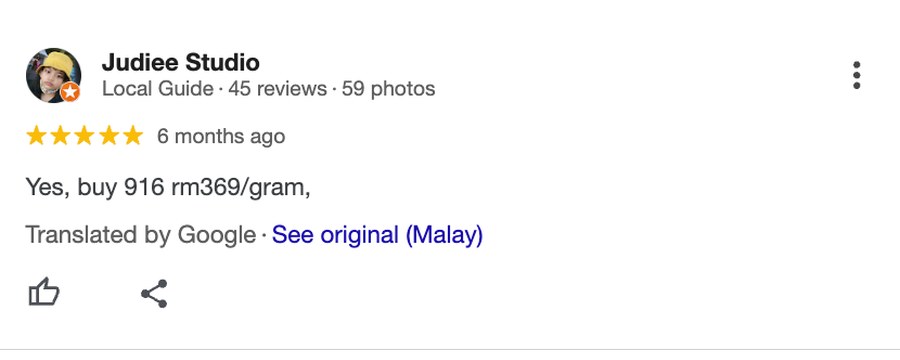 Judiee Studio
Local Guide · 45 reviews · 59 photos
6 months ago
Yes, buy 916 rm369/gram,
Translated by Google · See original (Malay)